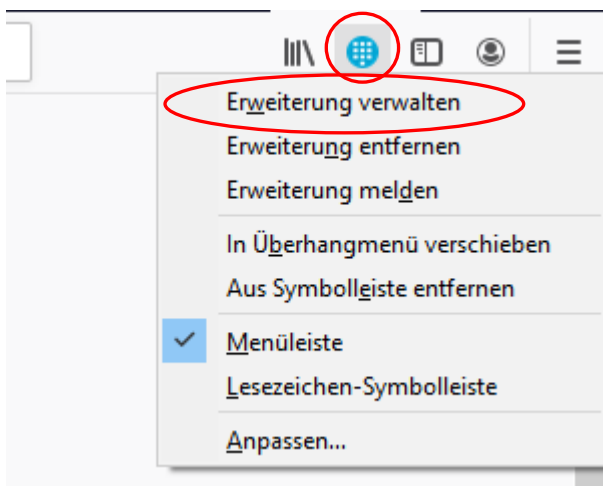 Erweiterung verwalten
Erweiterung entfernen
Erweiterung melden
In Überhangmenü verschieben
Aus Symbolleiste entfernen
Menüleiste
Lesezeichen-Symbolleiste
Anpassen...